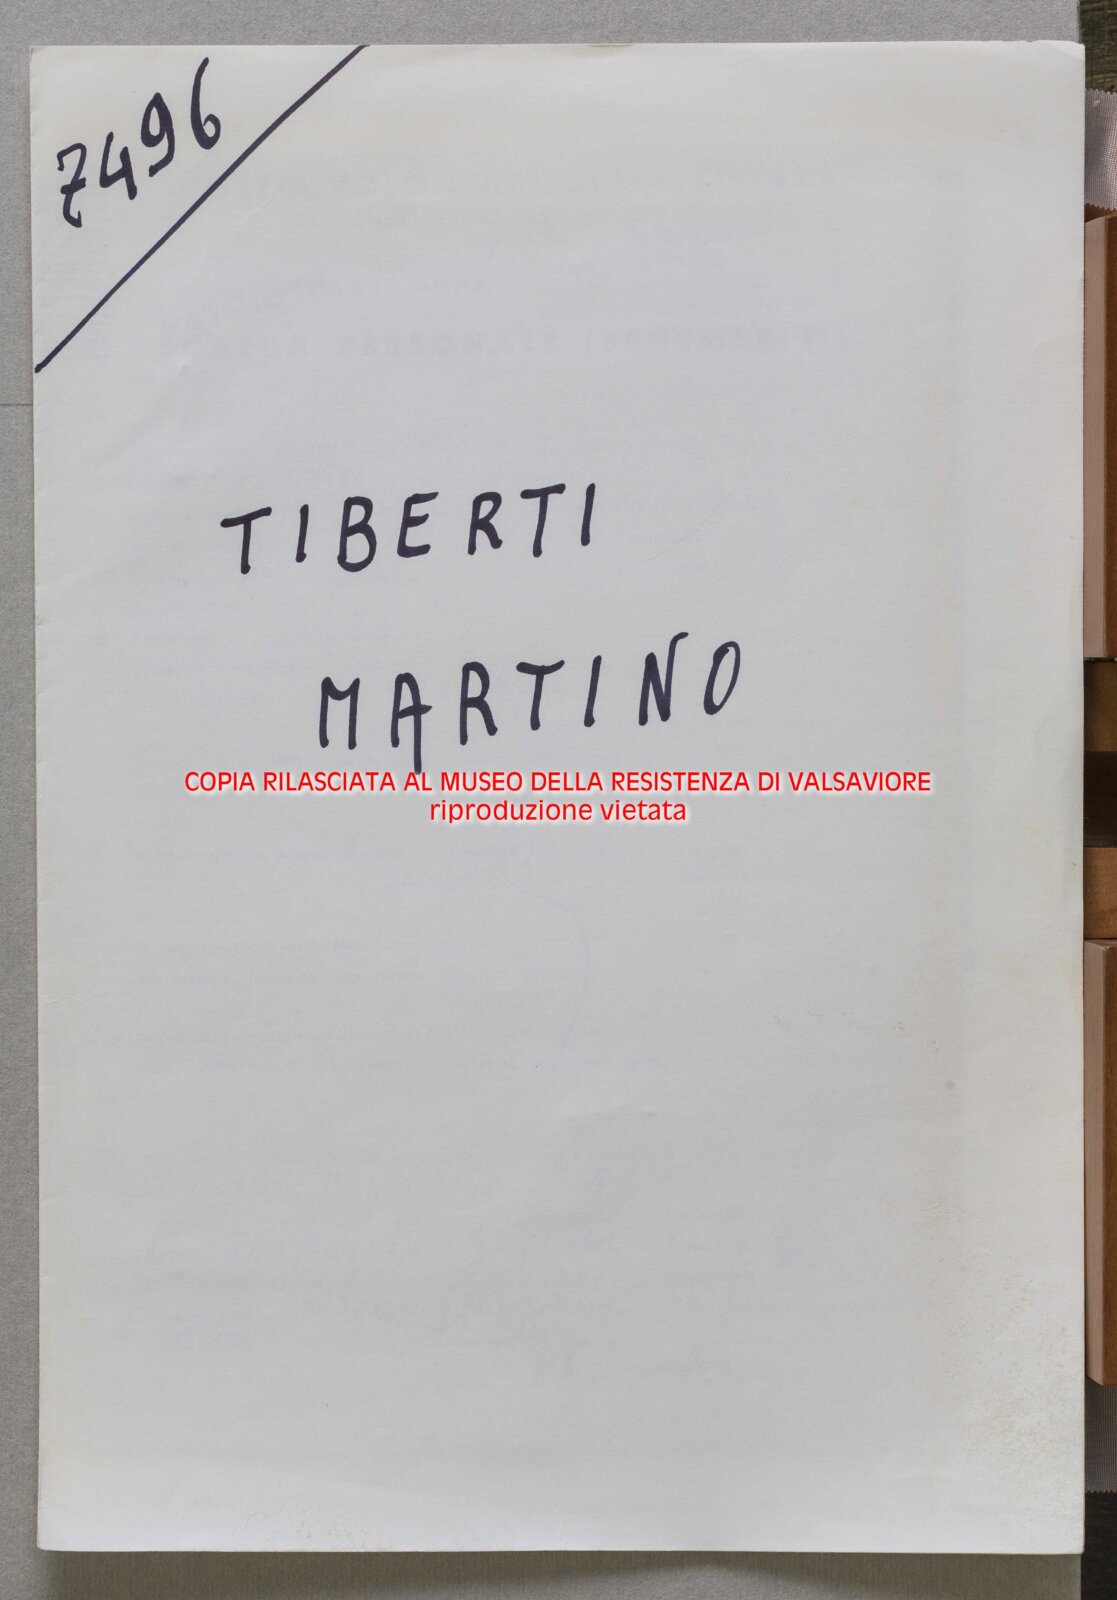 7496
TIBERTI
MARTINO
COPIA RILASCIATA AL MUSEO DELLA RESISTENZA DI VALSAVIORE
riproduzione vietata